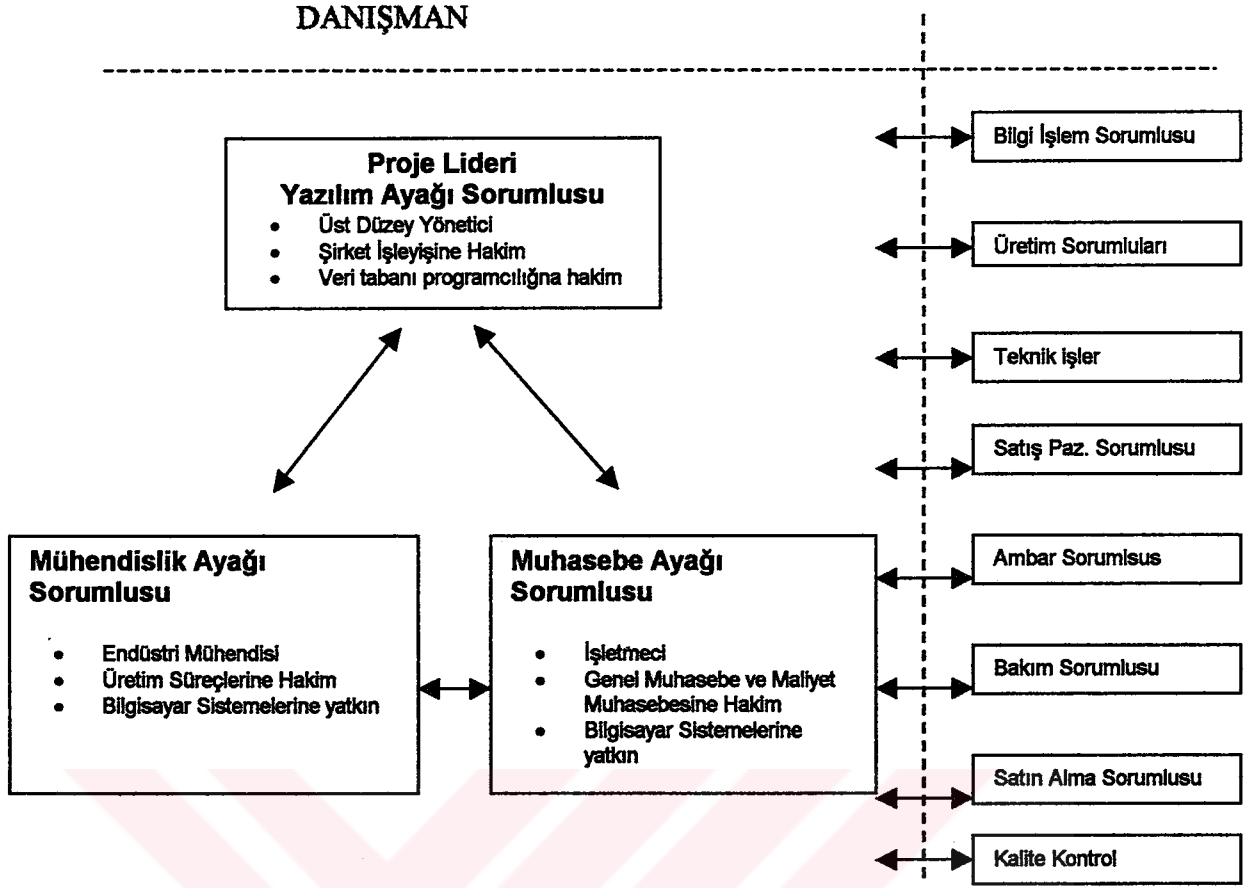 DANIŞMAN
Proje Lideri
Yazılım Ayağı Sorumlusu
• Üst Düzey Yönetici
• Şirket İşleyişine Hakim
• Veri tabanı programcılığna hakim
Mühendislik Ayağı
Sorumlusu
• Endüstri Mühendisi
• Üretim Süreçlerine Hakim
• Bilgisayar Sistemelerine yatkın
Muhasebe Ayağı
Sorumlusu
• İşletmeci
• Genel Muhasebe ve Maliyet
Muhasebesine Hakim
• Bilgisayar Sistemelerine
yatkın
Bilgi İşlem Sorumlusu
Üretim Sorumluları
Teknik işler
Satış Paz. Sorumlusu
Ambar Sorumlsus
Bakım Sorumlusu
Satın Alma Sorumlusu
Kalite Kontrol